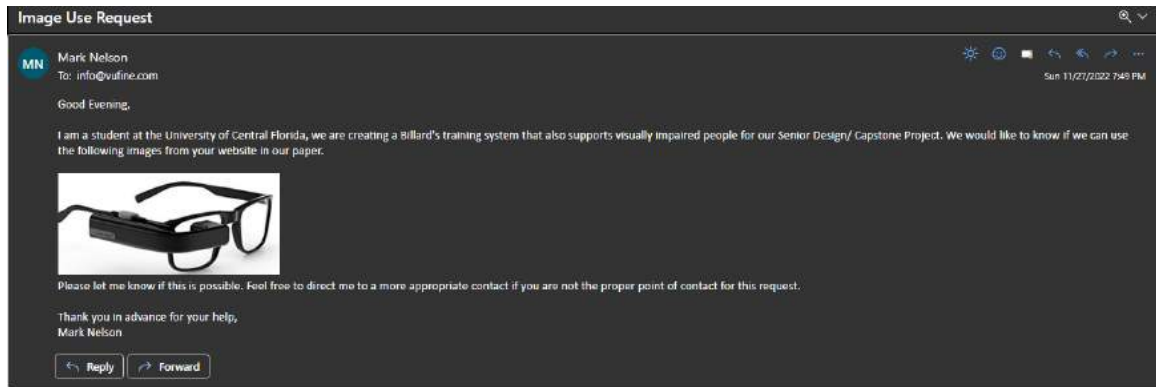 Image Use Request
MN
Mark Nelson
To: info@vufine.com
Sun 11/27/2022 7:49 PM
Good Evening,
I am a student at the University of Central Florida, we are creating a Billard's training system that also supports visually impaired people for our Senior Design/ Capstone Project. We would like to know if we can use
the following images from your website in our paper.
Please let me know if this is possible. Feel free to direct me to a more appropriate contact if you are not the proper point of contact for this request.
Thank you in advance for your help,
Mark Nelson
Reply
Forward